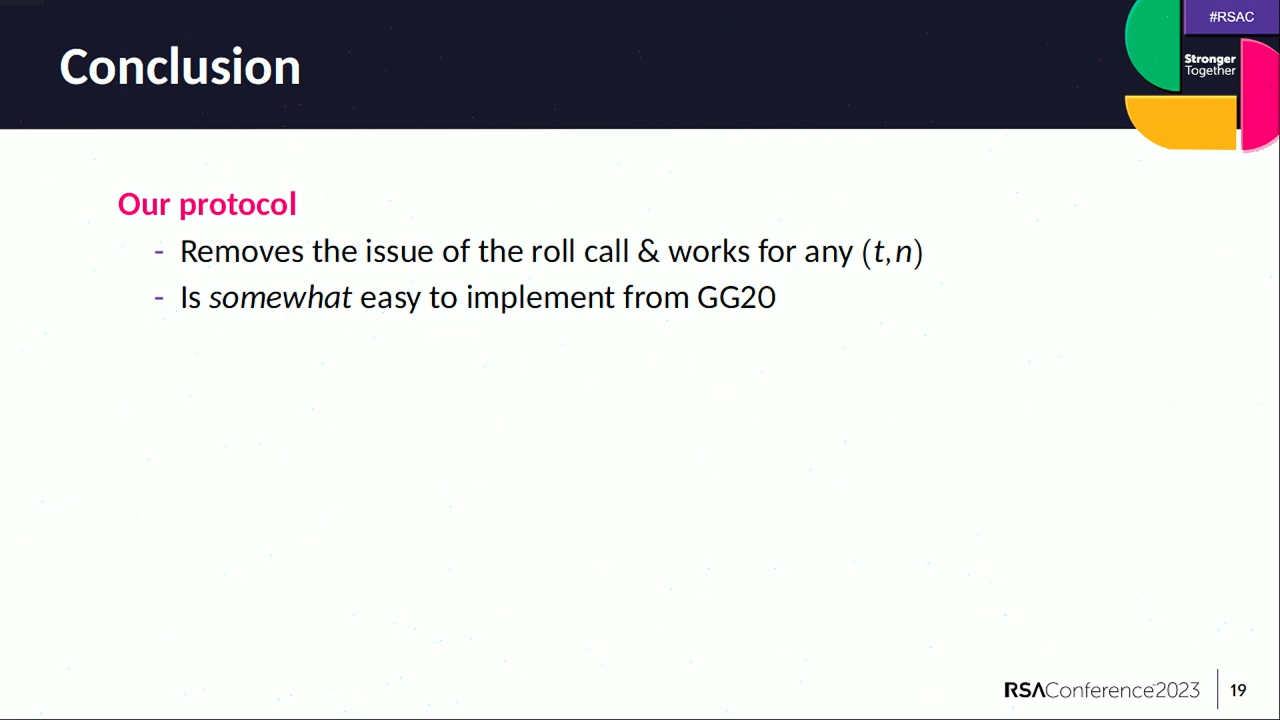 #RSAC
Conclusion
Stronger
Together
Our protocol
- Removes the issue of the roll call & works for any (t, n)
- Is somewhat easy to implement from GG20
RSAConference2023
19